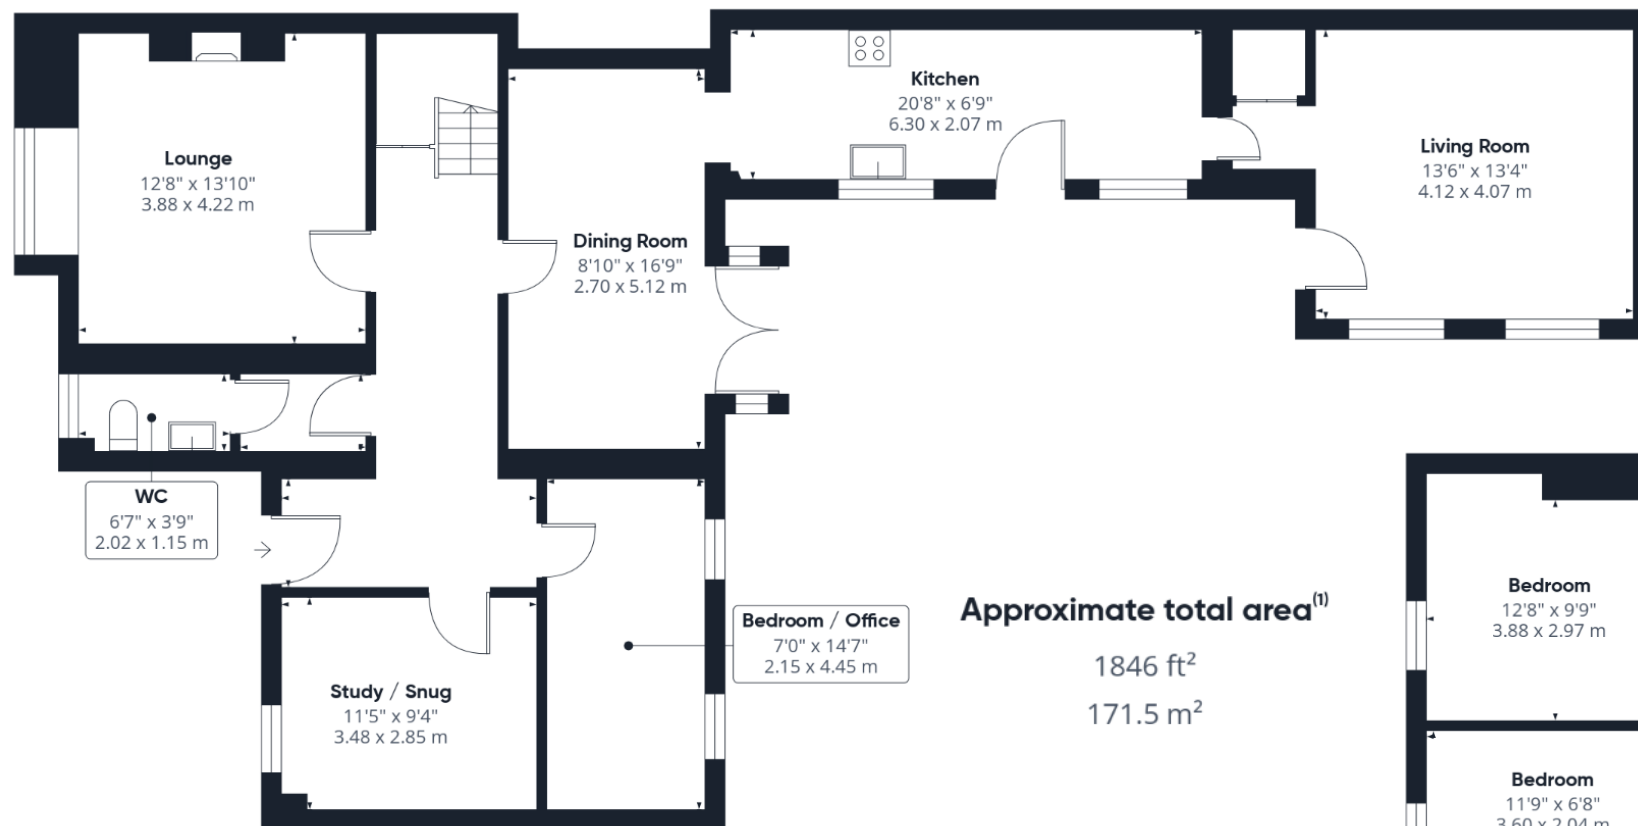 Lounge
12'8" x 13'10"
3.88 x 4.22 m
Kitchen
20'8" x 6'9"
6.30 x 2.07 m
Living Room
13'6" x 13'4"
4.12 x 4.07 m
Dining Room
8'10" x 16'9"
2.70 x 5.12 m
WC
6'7" x 3'9"
2.02 x 1.15 m
Bedroom / Office
7'0" x 14'7"
2.15 x 4.45 m
Study / Snug
11'5" x 9'4"
3.48 x 2.85 m
Approximate total area(1)
1846 ft²
171.5 m²
Bedroom
12'8" x 9'9"
3.88 x 2.97 m
Bedroom
11'9" x 6'8"
3.60 x 2.04 m